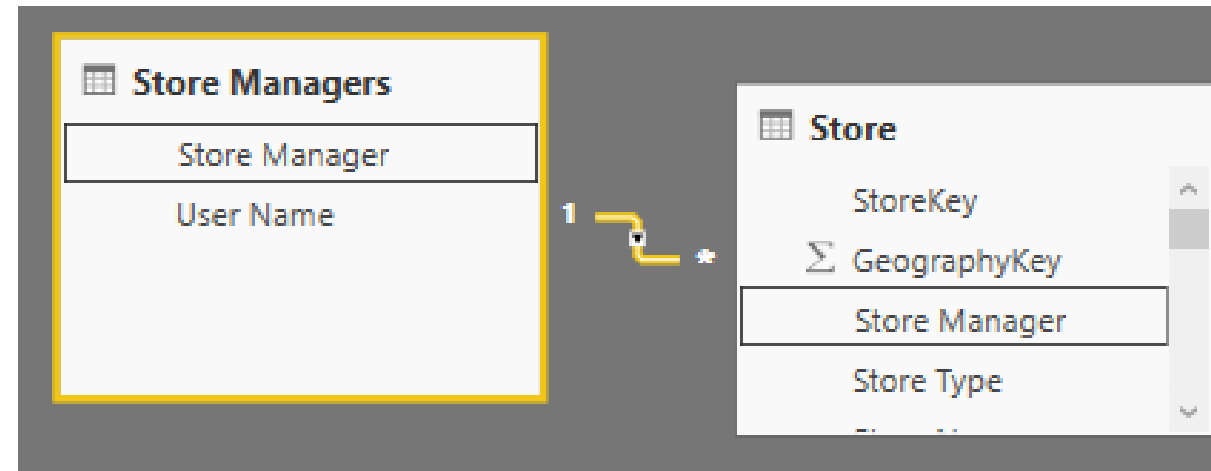 Store Managers
Store Manager
User Name
1
*
Store
StoreKey
Σ GeographyKey
Store Manager
Store Type